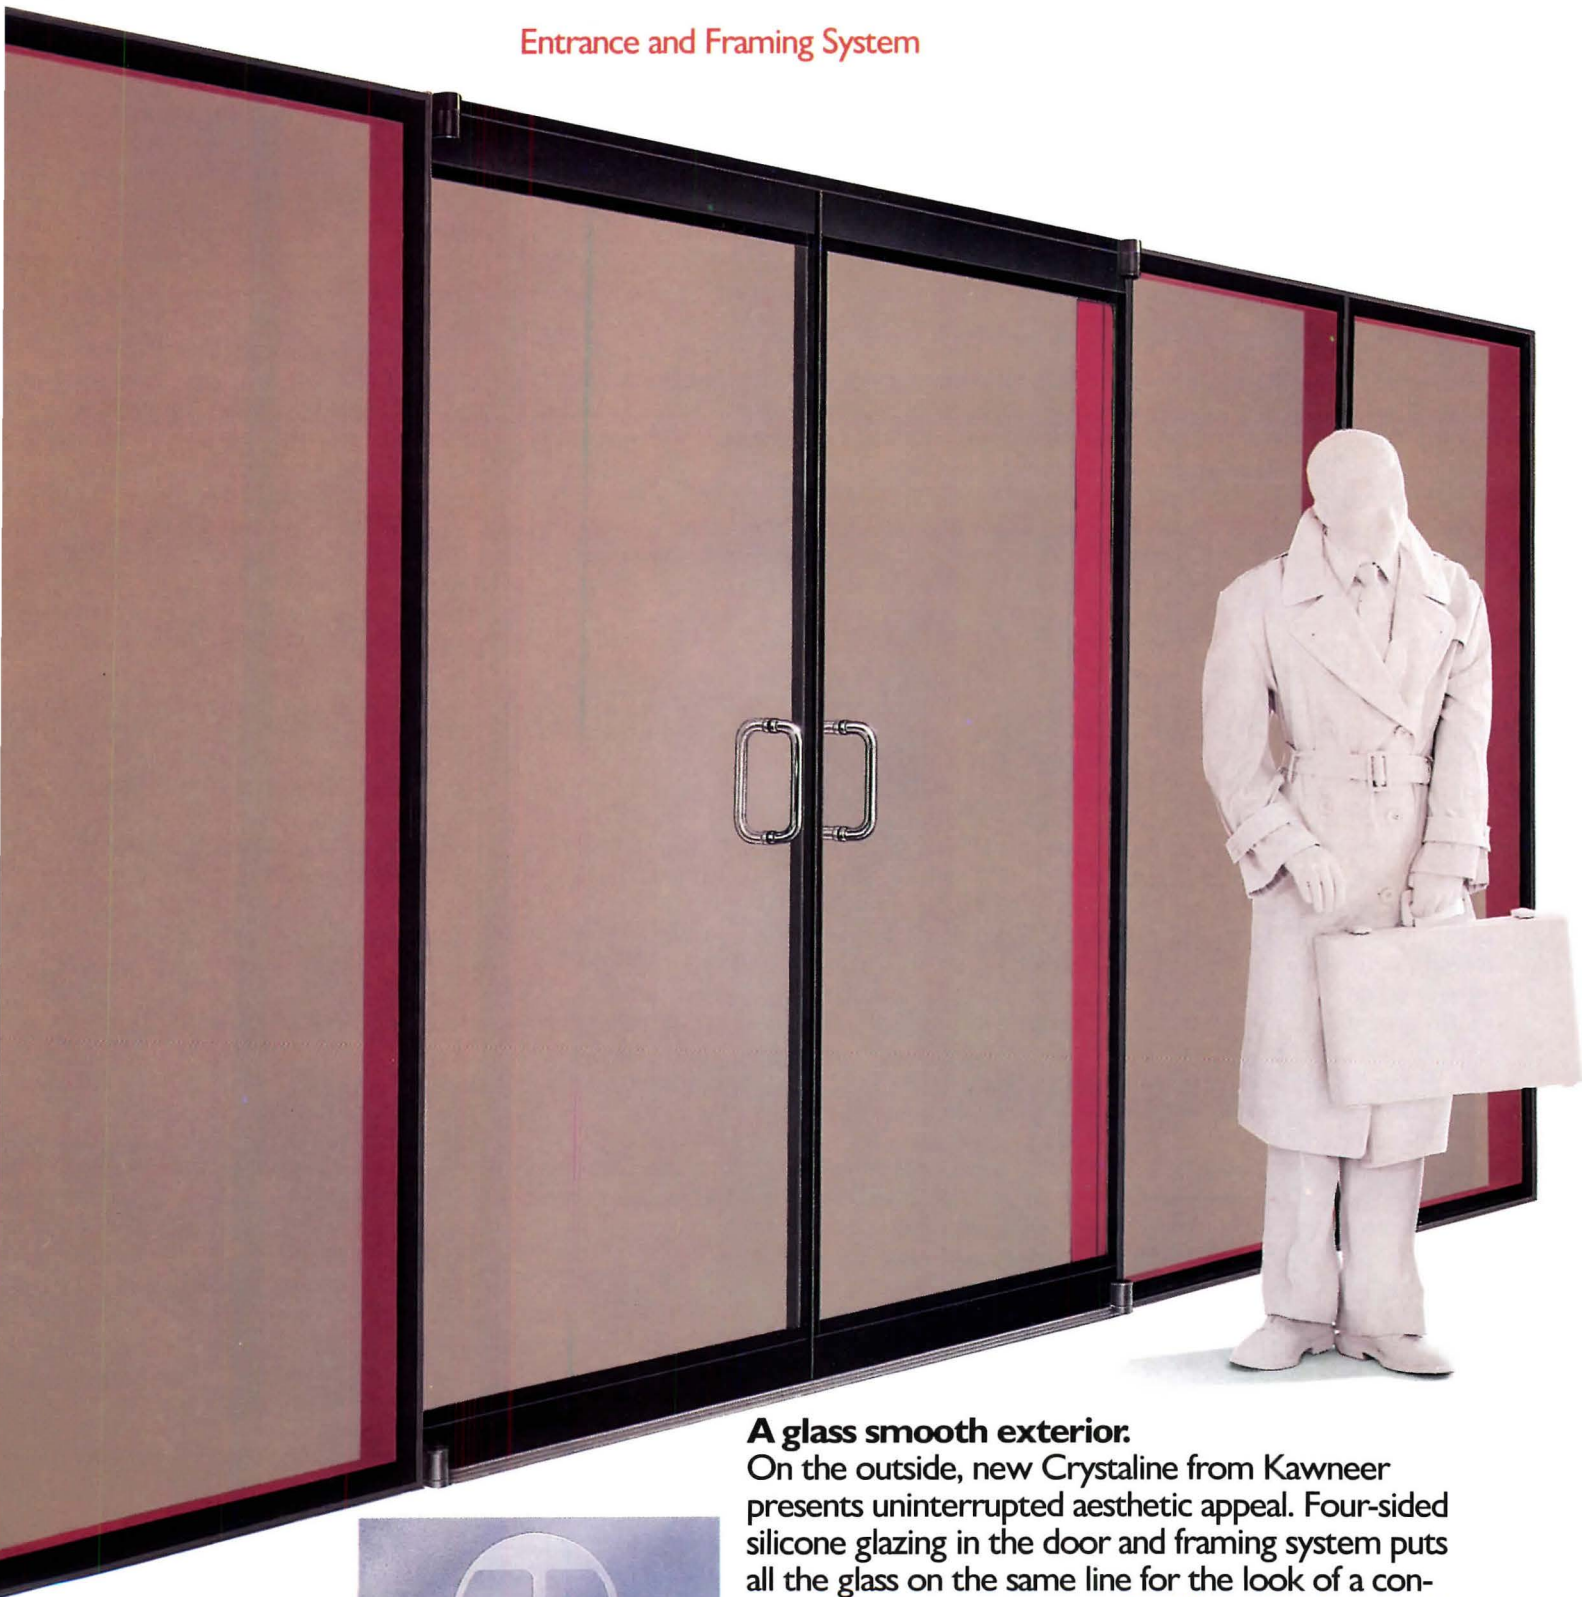 Entrance and Framing System
A glass smooth exterior.
On the outside, new Crystaline from Kawneer
presents uninterrupted aesthetic appeal. Four-sided
silicone glazing in the door and framing system puts
all the glass on the same line for the look of a con-